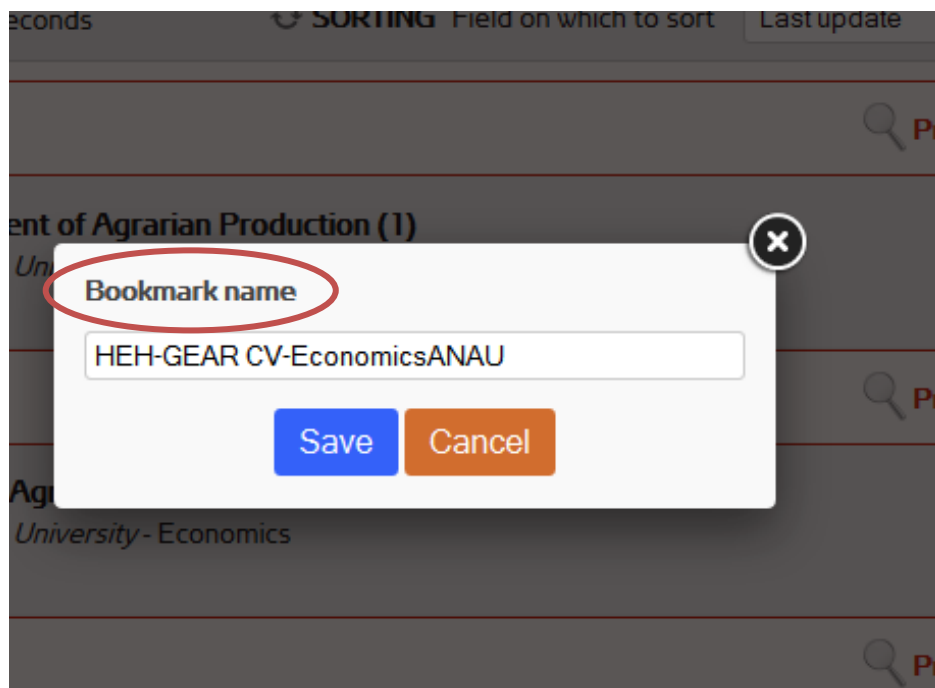 econds SORTING Field on which to sort Last update
ent of Agrarian Production (1)
Uni
Bookmark name
HEH-GEAR CV-EconomicsANAU
Save Cancel
Agr
University - Economics